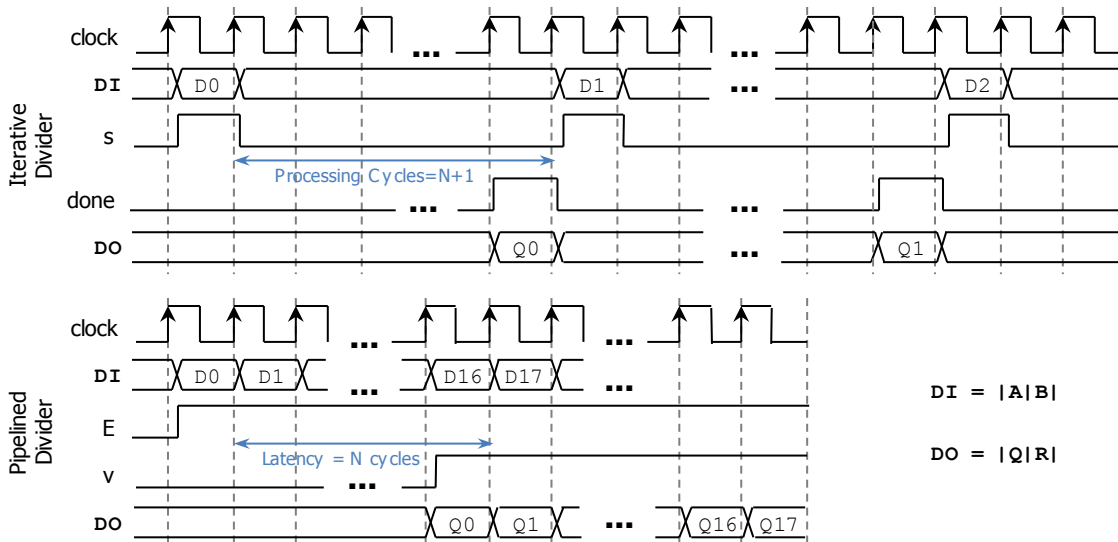 Iterative
Divider
clock
DI D0 D1 ... D2
s
Processing Cycles=N+1
done ... ...
DO Q0 ... Q1
Pipelined
Divider
clock ... ...
DI D0 D1 ... D16 D17 ...
E
Latency = N cycles
v ...
DO Q0 Q1 ... Q16 Q17
DI = |A|B|
DO = |Q|R|